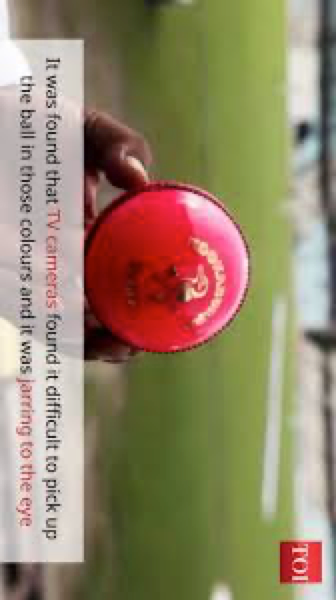 TOI
It was found that TV cameras found it difficult to pick up
the ball in those colours and it was jarring to the eye